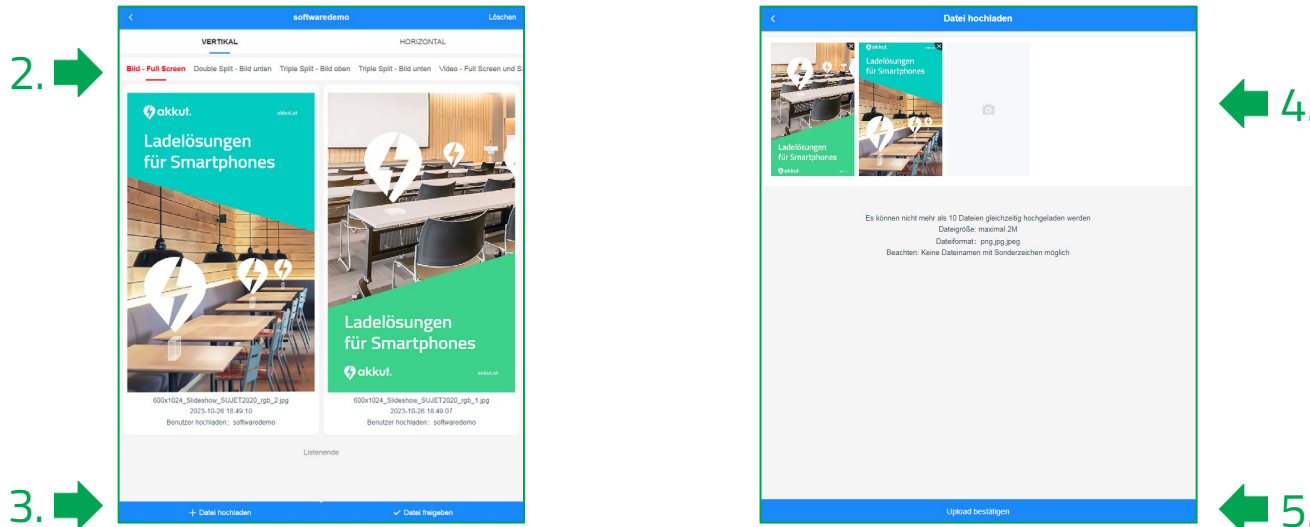 softwaredemo
Löschen
VERTIKAL
HORIZONTAL
2.
Bild - Full Screen
Double Split - Bild unten
Triple Split - Bild oben
Triple Split - Bild unten
Video - Full Screen und S
akkut.
akkut.at
Ladelösungen
für Smartphones
Ladelösungen
für Smartphones
akkut.
akkut.at
600x1024_Slideshow_SUJET2020_rgb_2.jpg
2023-10-26 18:49:10
Benutzer hochladen: softwaredemo
600x1024_Slideshow_SUJET2020_rgb_1.jpg
2023-10-26 18:49:07
Benutzer hochladen: softwaredemo
Listenende
3.
+ Datei hochladen
Datei freigeben
Datei hochladen
4.
Ladelösungen
für Smartphones
akkut.
akkut.
Ladelösungen
für Smartphones
Es können nicht mehr als 10 Dateien gleichzeitig hochgeladen werden
Dateigröße: maximal 2M
Dateiformat: png,jpg,jpeg
Beachten: Keine Dateinamen mit Sonderzeichen möglich
5.
Upload bestätigen